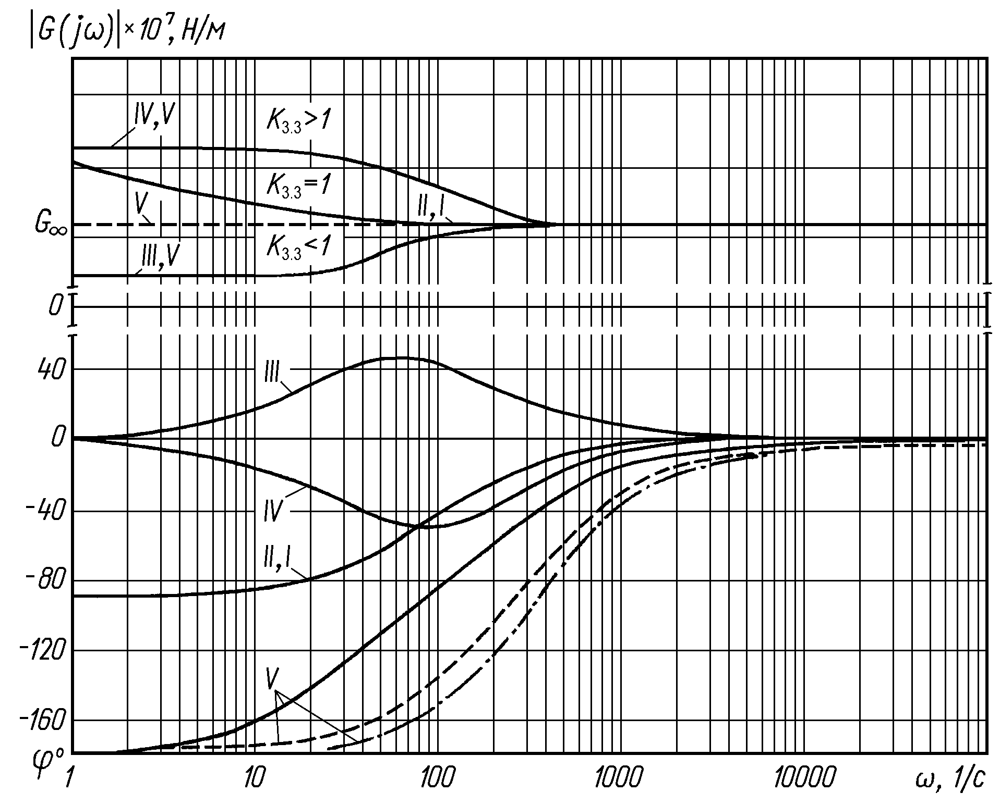 |G(jω)|×10⁷, Н/м
IV, V
K₃.₃>1
K₃.₃=1
V
II, I
G∞
K₃.₃<1
III, V
0
40
III
0
-40
IV
II, I
-80
-120
V
-160
φ°
1 10 100 1000 10000 ω, 1/с